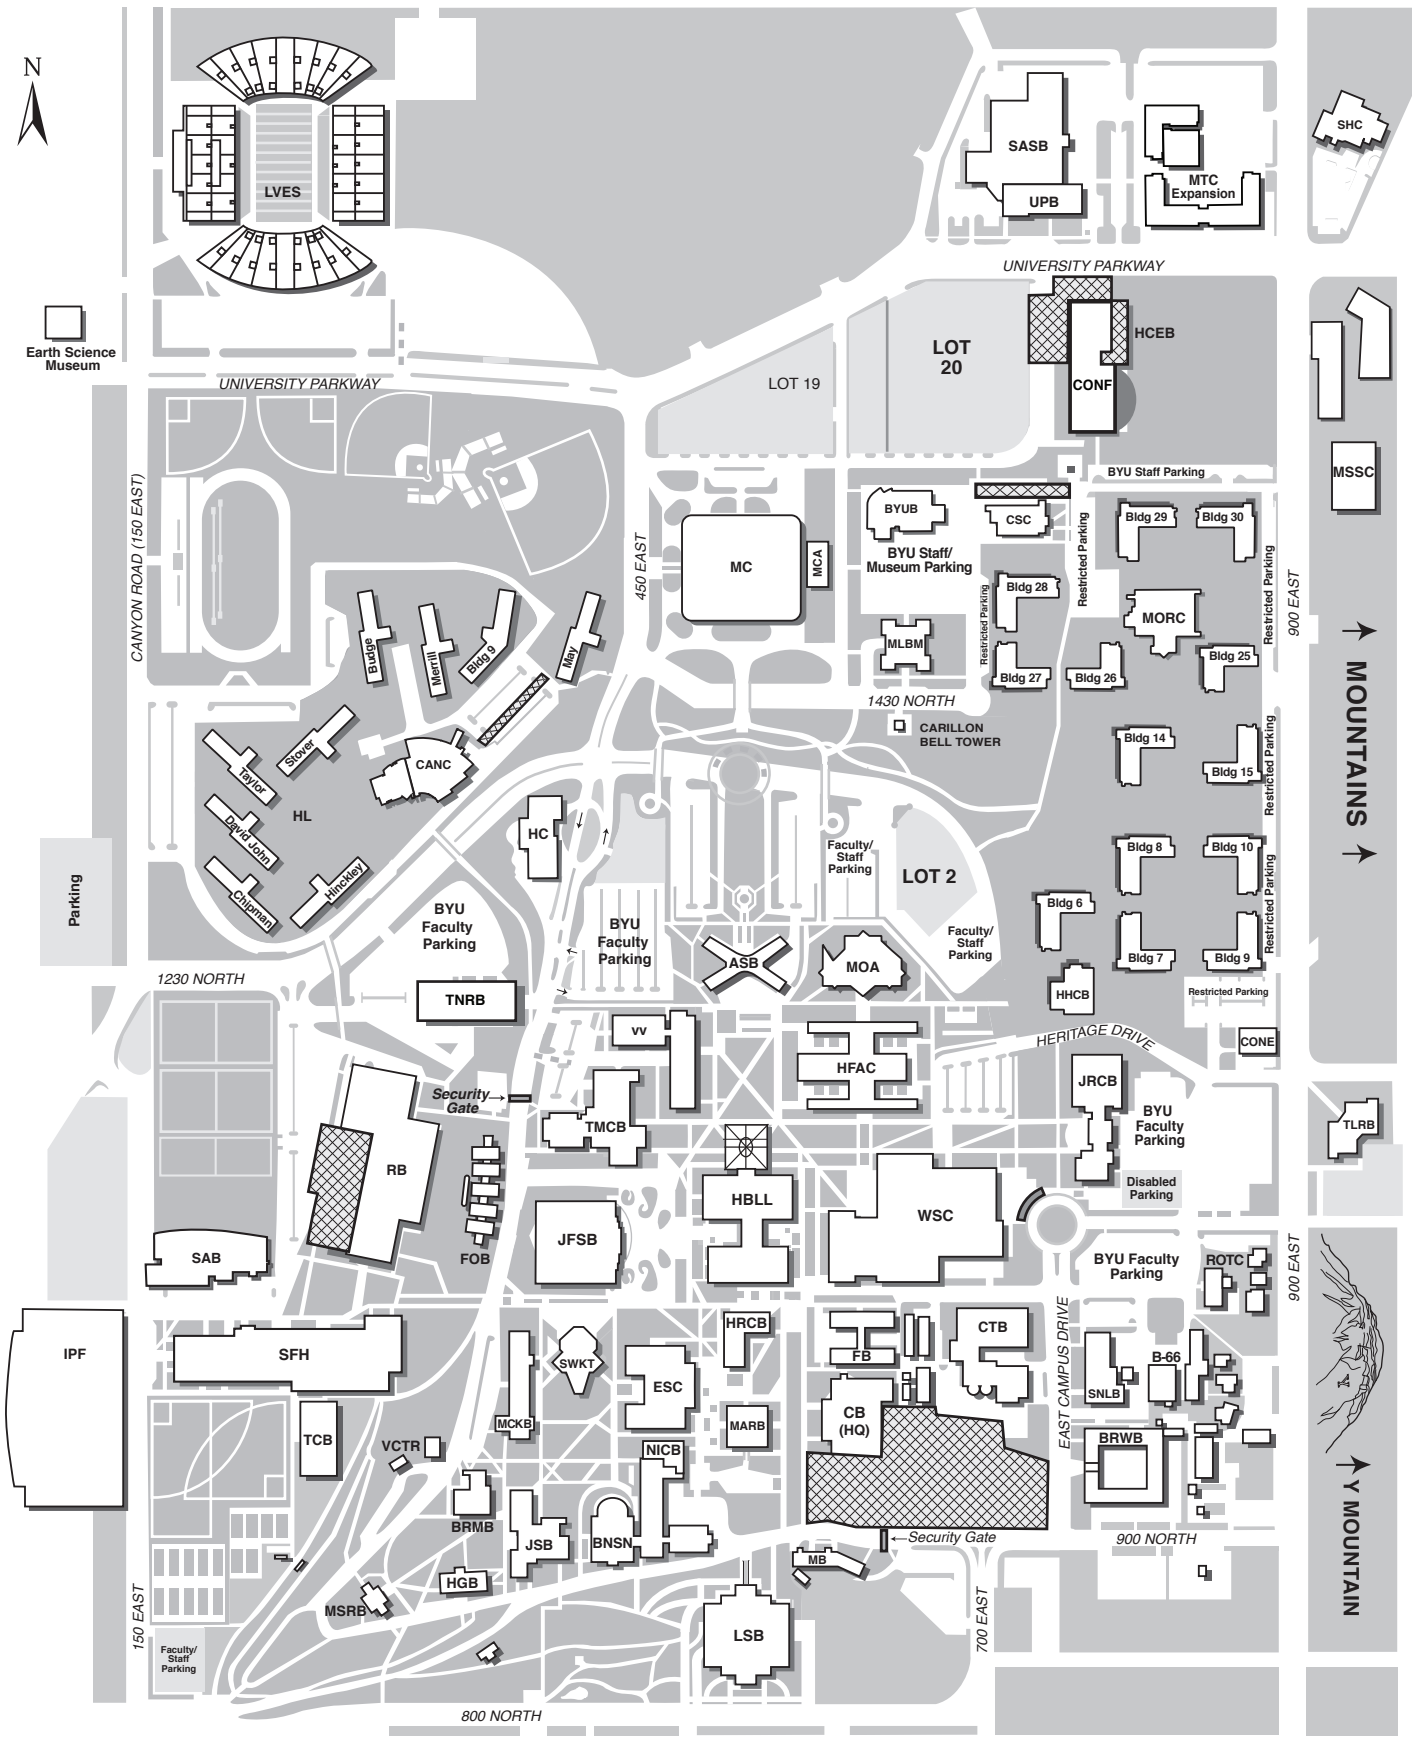 N
LVES
SASB
UPB
MTC
Expansion
SHC
UNIVERSITY PARKWAY
HCEB
CONF
LOT
20
LOT 19
Earth Science
Museum
UNIVERSITY PARKWAY
CANYON ROAD (150 EAST)
450 EAST
MC
MCA
BYUB
CSC
BYU Staff Parking
MSSC
BYU Staff/
Museum Parking
Restricted Parking
Restricted Parking
Restricted Parking
Bldg 29
Bldg 30
Bldg 28
MORC
900 EAST
MLBM
Bldg 27
Bldg 26
Bldg 25
1430 NORTH
CARILLON
BELL TOWER
Budge
Merrill
Bldg 9
May
Stover
Taylor
CANC
HL
David John
Chipman
Hinckley
Parking
HC
Faculty/
Staff
Parking
LOT 2
Faculty/
Staff
Parking
Bldg 14
Bldg 15
Restricted Parking
Bldg 8
Bldg 10
Restricted Parking
Bldg 6
Bldg 7
Bldg 9
MOUNTAINS
BYU
Faculty
Parking
BYU
Faculty
Parking
ASB
MOA
HHCB
Restricted Parking
1230 NORTH
TNRB
VV
HFAC
HERITAGE DRIVE
CONE
JRCB
BYU
Faculty
Parking
TLRB
Security
Gate
TMCB
RB
FOB
JFSB
HBLL
WSC
Disabled
Parking
SAB
BYU Faculty
Parking
ROTC
900 EAST
IPF
SFH
HRCB
FB
CTB
EAST CAMPUS DRIVE
SWKT
ESC
SNLB
B-66
MCKB
CB
(HQ)
TCB
VCTR
MARB
NICB
BRWB
BRMB
JSB
BNSN
Security Gate
900 NORTH
Y MOUNTAIN
MB
HGB
MSRB
LSB
150 EAST
700 EAST
Faculty/
Staff
Parking
800 NORTH